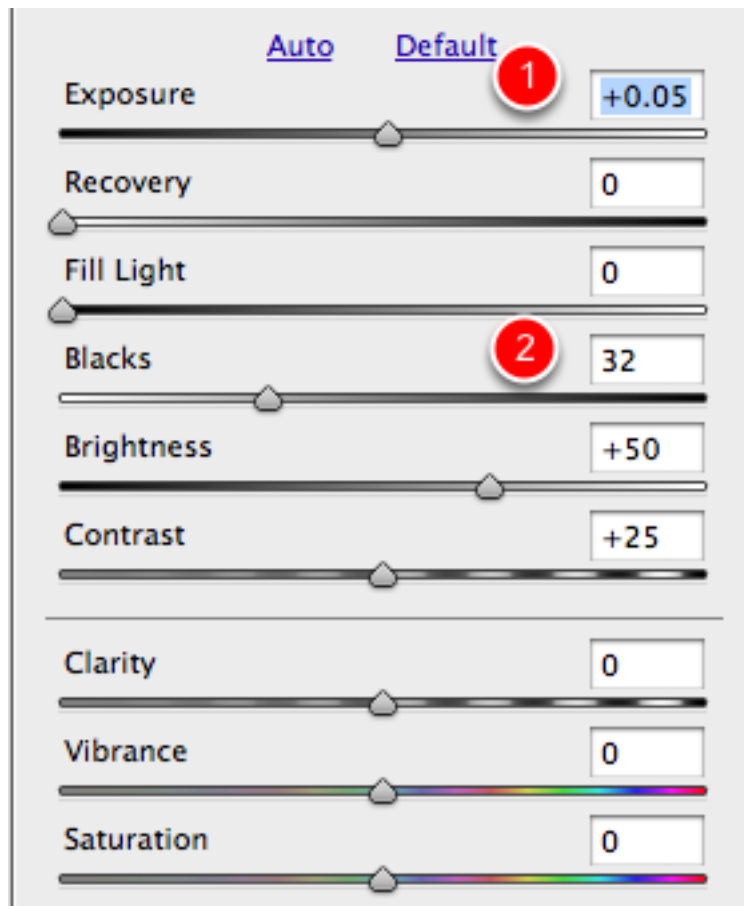 Auto Default
1
Exposure +0.05
Recovery 0
Fill Light 0
2
Blacks 32
Brightness +50
Contrast +25
Clarity 0
Vibrance 0
Saturation 0